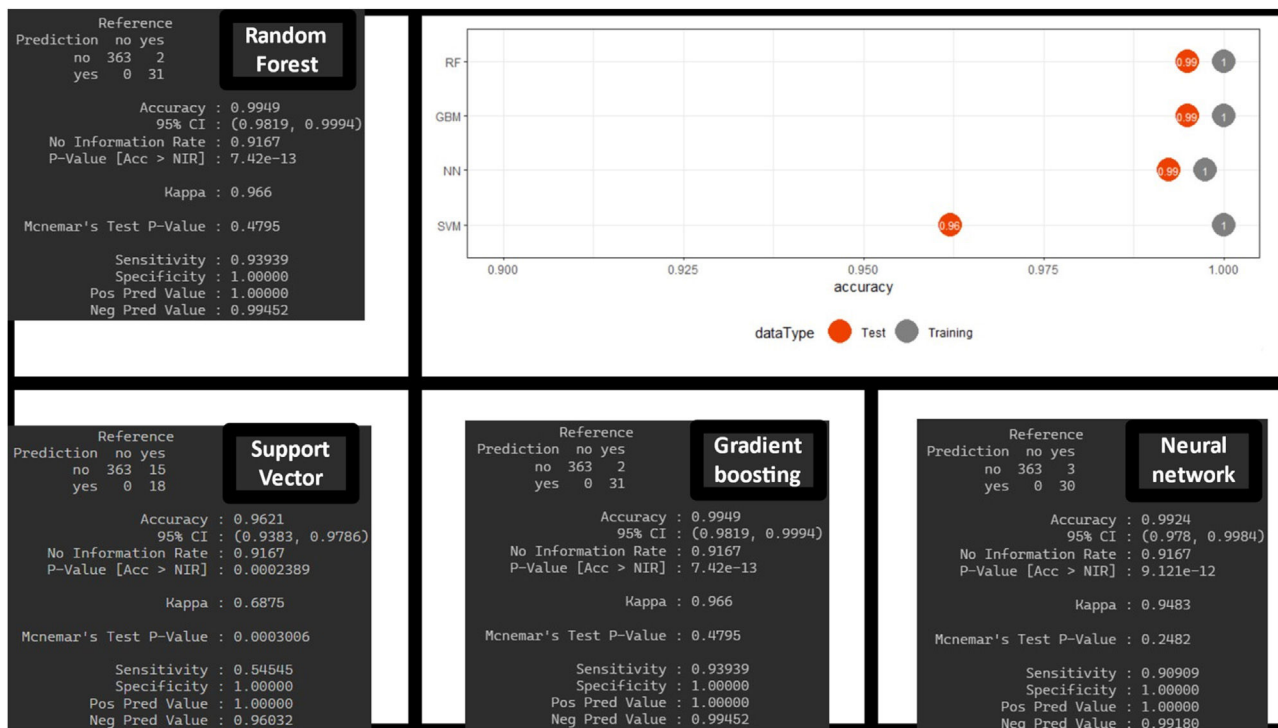 Reference
Prediction no yes
no 363 2
yes 0 31
Random
Forest
Accuracy : 0.9949
95% CI : (0.9819, 0.9994)
No Information Rate : 0.9167
P-Value [Acc > NIR] : 7.42e-13
Kappa : 0.966
Mcnemar's Test P-Value : 0.4795
Sensitivity : 0.93939
Specificity : 1.00000
Pos Pred Value : 1.00000
Neg Pred Value : 0.99452
RF
0.99 1
GBM
0.99 1
NN
0.99 1
SVM
0.96 1
0.900 0.925 0.950 0.975 1.000
accuracy
dataType Test Training
Reference
Prediction no yes
no 363 15
yes 0 18
Support
Vector
Accuracy : 0.9621
95% CI : (0.9383, 0.9786)
No Information Rate : 0.9167
P-Value [Acc > NIR] : 0.0002389
Kappa : 0.6875
Mcnemar's Test P-Value : 0.0003006
Sensitivity : 0.54545
Specificity : 1.00000
Pos Pred Value : 1.00000
Neg Pred Value : 0.96032
Reference
Prediction no yes
no 363 2
yes 0 31
Gradient
boosting
Accuracy : 0.9949
95% CI : (0.9819, 0.9994)
No Information Rate : 0.9167
P-Value [Acc > NIR] : 7.42e-13
Kappa : 0.966
Mcnemar's Test P-Value : 0.4795
Sensitivity : 0.93939
Specificity : 1.00000
Pos Pred Value : 1.00000
Neg Pred Value : 0.99452
Reference
Prediction no yes
no 363 3
yes 0 30
Neural
network
Accuracy : 0.9924
95% CI : (0.978, 0.9984)
No Information Rate : 0.9167
P-Value [Acc > NIR] : 9.121e-12
Kappa : 0.9483
Mcnemar's Test P-Value : 0.2482
Sensitivity : 0.90909
Specificity : 1.00000
Pos Pred Value : 1.00000
Neg Pred Value : 0.99180